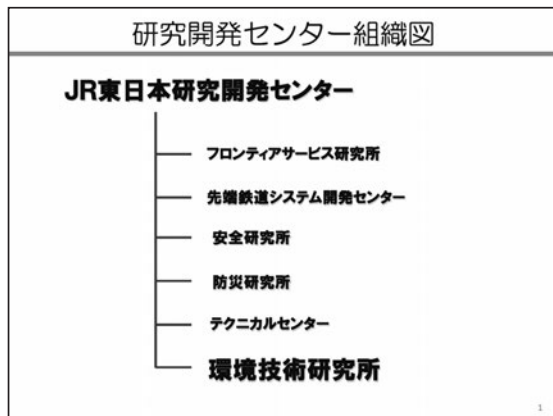 研究開発センター組織図
JR東日本研究開発センター
フロンティアサービス研究所
先端鉄道システム開発センター
安全研究所
防災研究所
テクニカルセンター
環境技術研究所
1